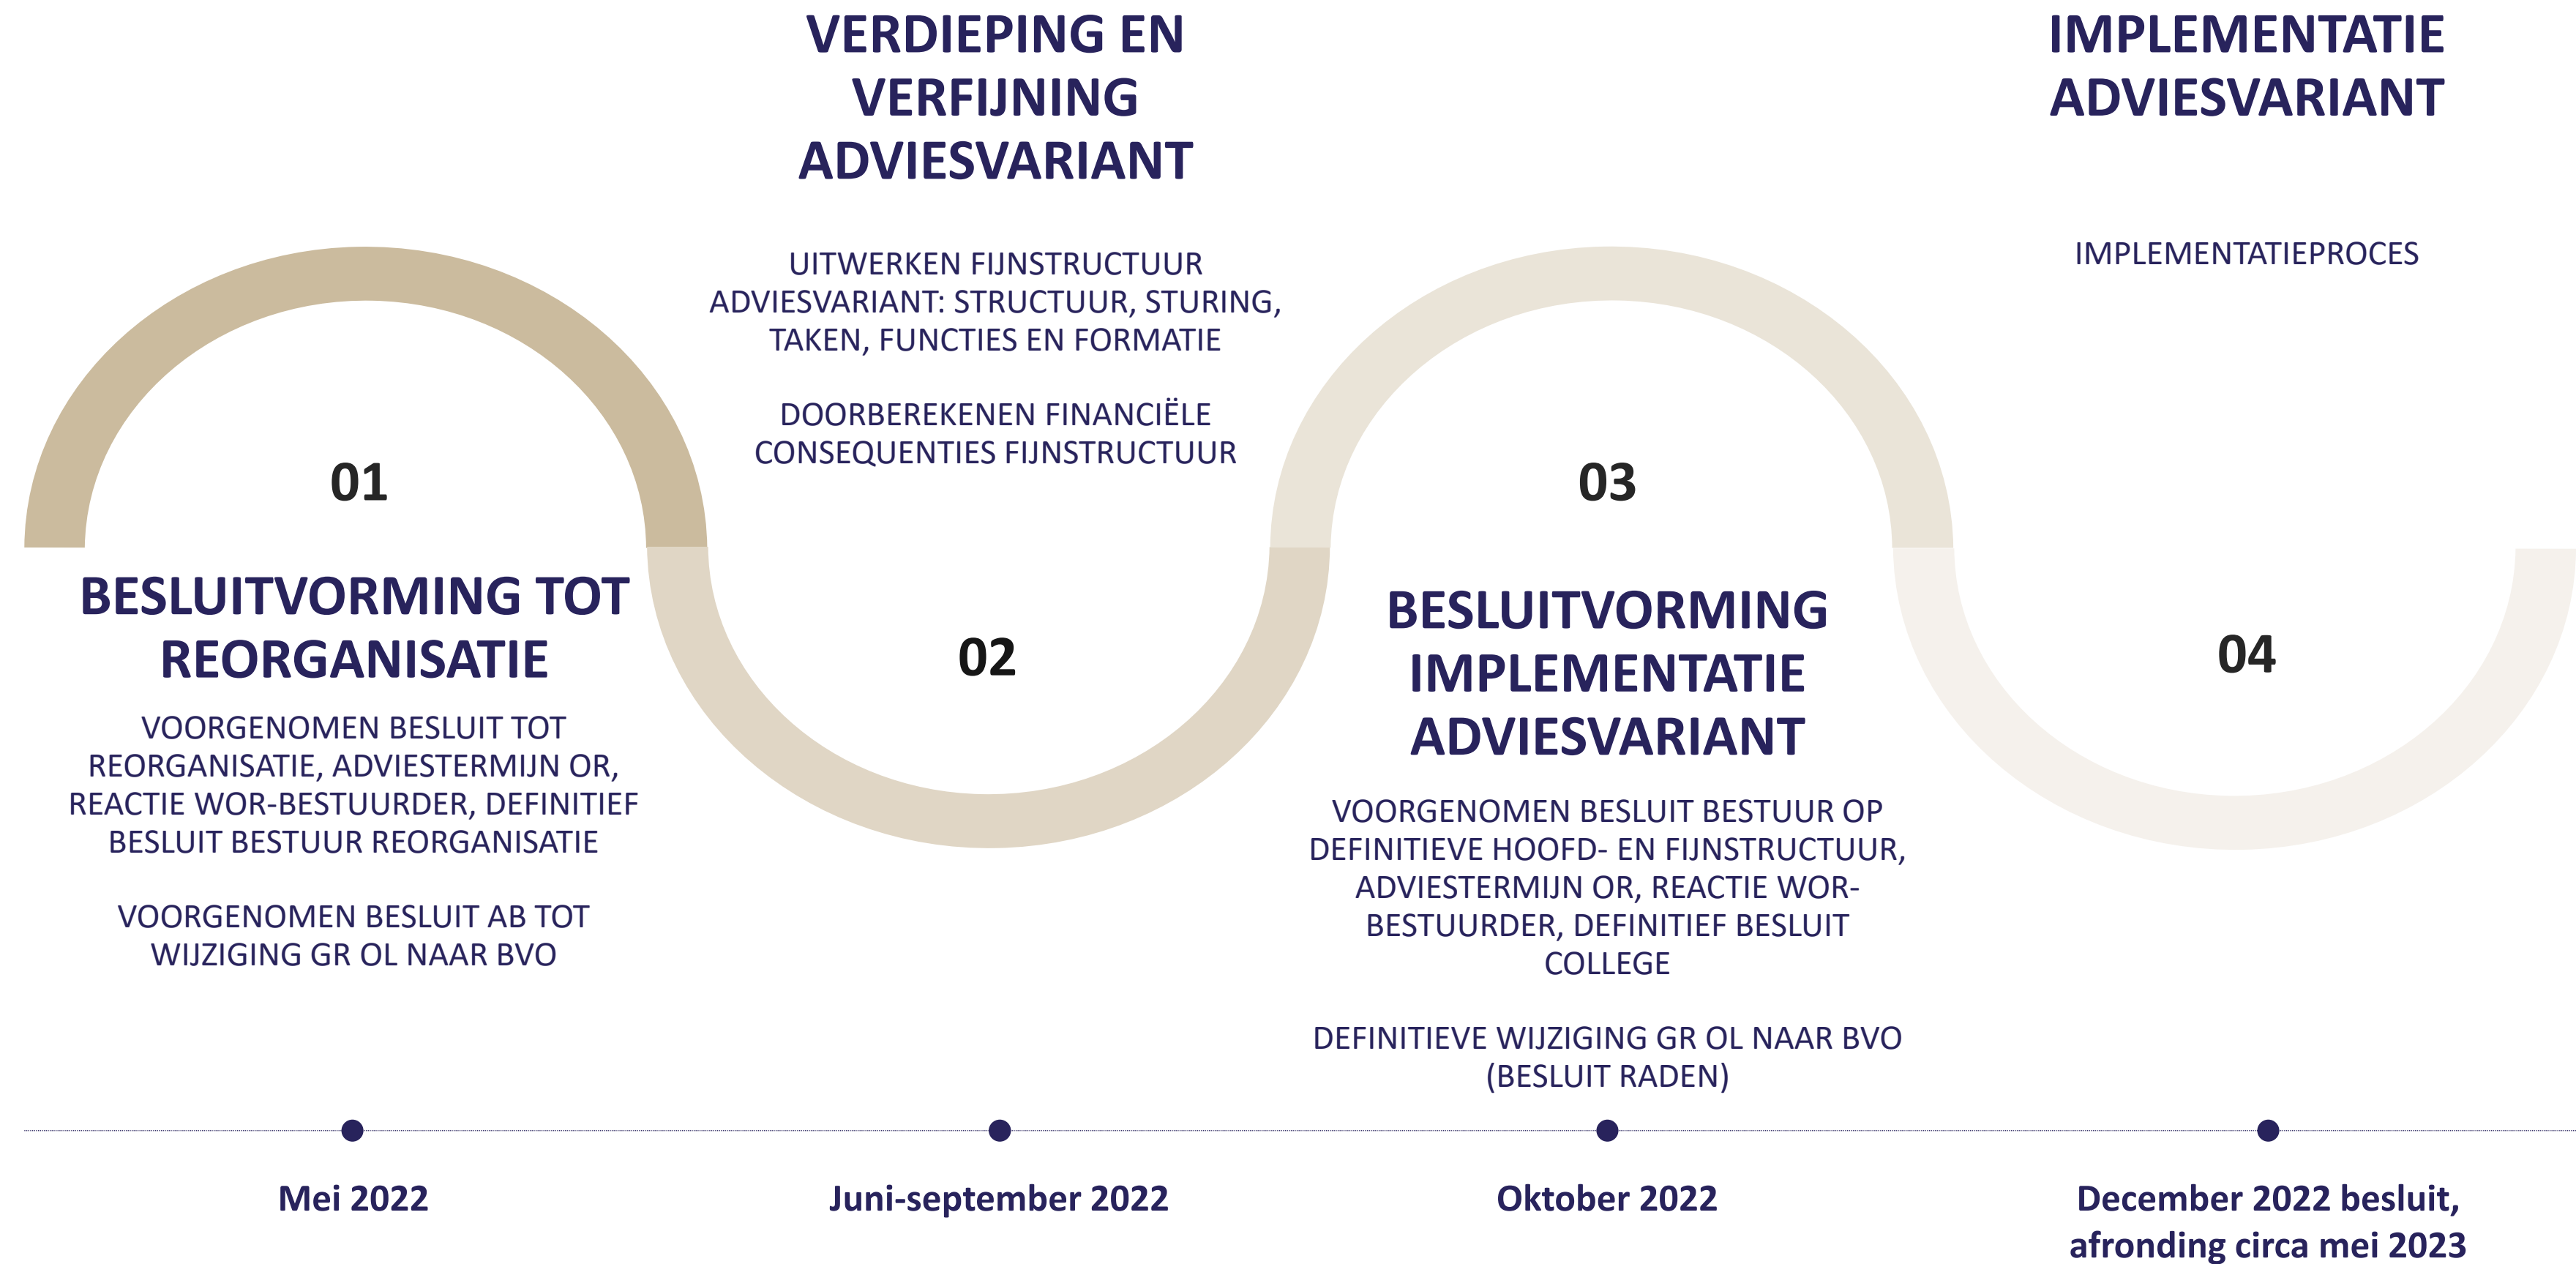 01
BESLUITVORMING TOT
REORGANISATIE
VOORGENOMEN BESLUIT TOT
REORGANISATIE, ADVIESTERMIJN OR,
REACTIE WOR-BESTUURDER, DEFINITIEF
BESLUIT BESTUUR REORGANISATIE
VOORGENOMEN BESLUIT AB TOT
WIJZIGING GR OL NAAR BVO
Mei 2022
VERDIEPING EN
VERFIJNING
ADVIESVARIANT
UITWERKEN FIJNSTRUCTUUR
ADVIESVARIANT: STRUCTUUR, STURING,
TAKEN, FUNCTIES EN FORMATIE
DOORBEREKENEN FINANCIËLE
CONSEQUENTIES FIJNSTRUCTUUR
02
Juni-september 2022
03
BESLUITVORMING
IMPLEMENTATIE
ADVIESVARIANT
VOORGENOMEN BESLUIT BESTUUR OP
DEFINITIEVE HOOFD- EN FIJNSTRUCTUUR,
ADVIESTERMIJN OR, REACTIE WOR-
BESTUURDER, DEFINITIEF BESLUIT
COLLEGE
DEFINITIEVE WIJZIGING GR OL NAAR BVO
(BESLUIT RADEN)
Oktober 2022
IMPLEMENTATIE
ADVIESVARIANT
IMPLEMENTATIEPROCES
04
December 2022 besluit,
afronding circa mei 2023